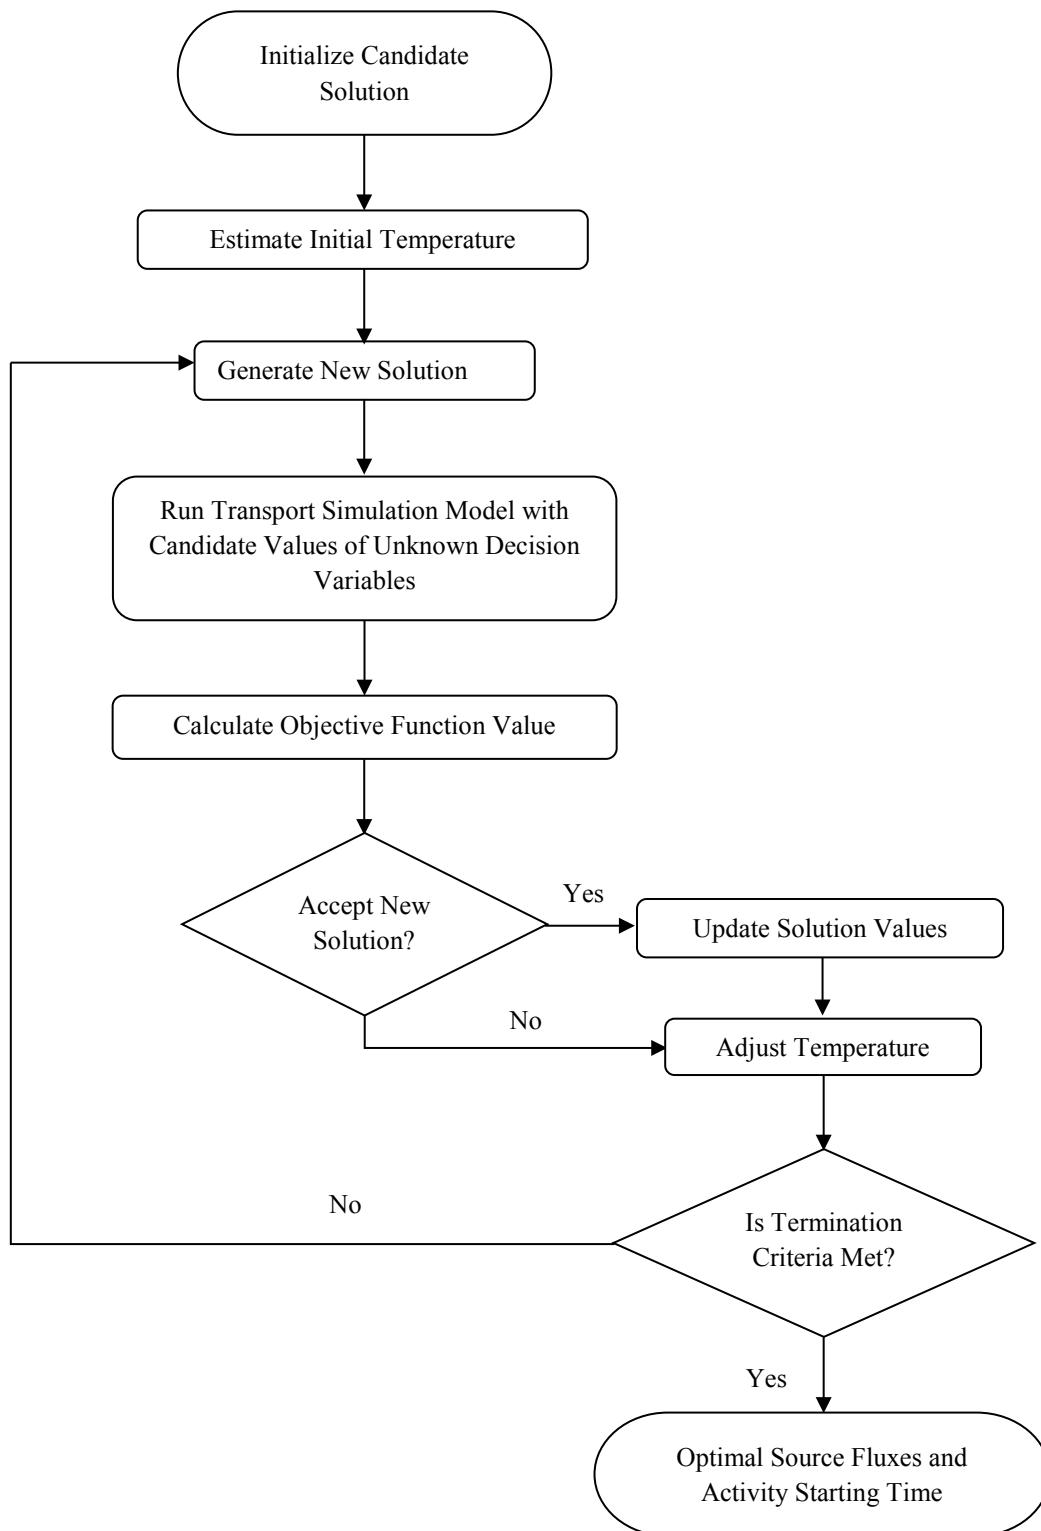 Initialize Candidate
Solution
Estimate Initial Temperature
Generate New Solution
Run Transport Simulation Model with
Candidate Values of Unknown Decision
Variables
Calculate Objective Function Value
Accept New
Solution?
Yes
Update Solution Values
No
Adjust Temperature
No
Is Termination
Criteria Met?
Yes
Optimal Source Fluxes and
Activity Starting Time